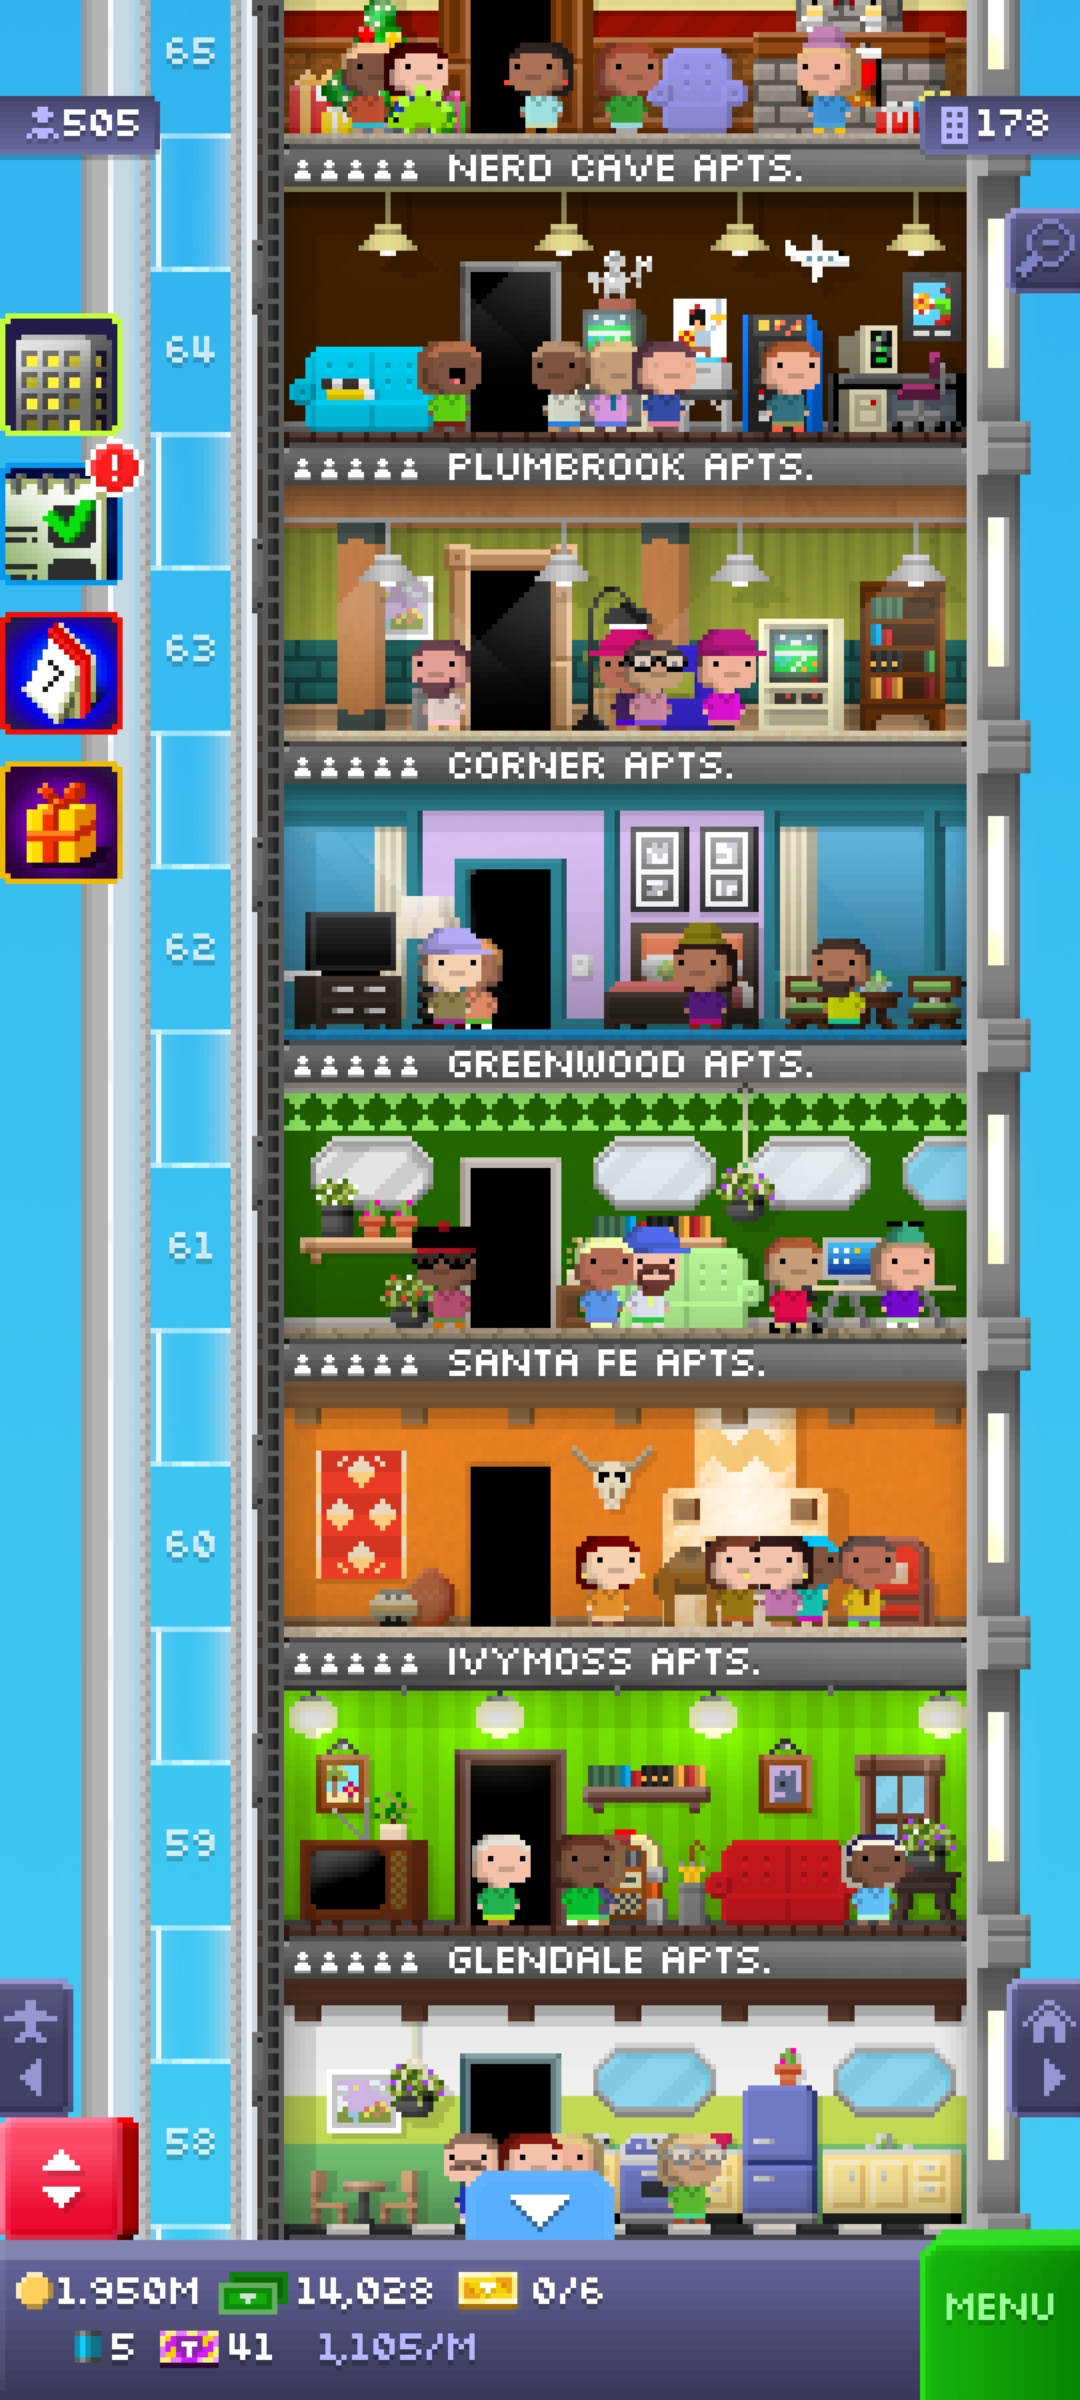 65
505
178
NERD CAVE APTS.
64
PLUMBROOK APTS.
63
CORNER APTS.
62
GREENWOOD APTS.
61
SANTA FE APTS.
60
IVYMOSS APTS.
59
GLENDALE APTS.
58
1.950M 14,028 0/6
5 T 41 1,105/M
MENU